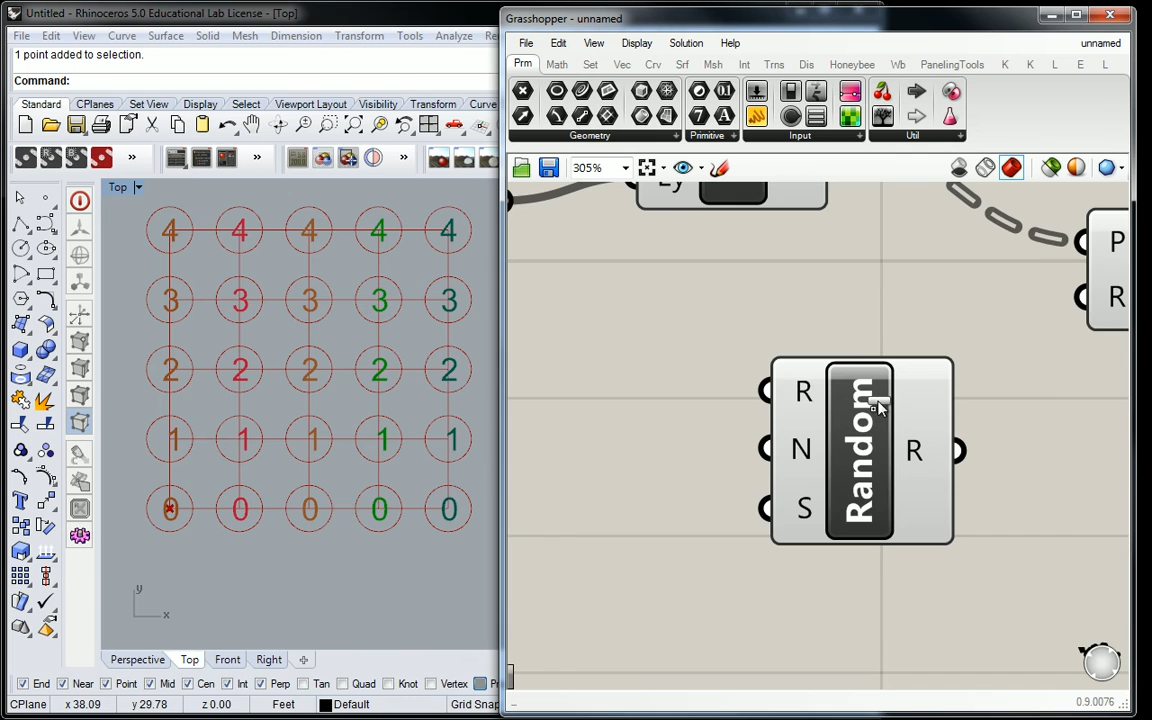 Untitled - Rhinoceros 5.0 Educational Lab License - [Top]
File Edit View Curve Surface Solid Mesh Dimension Transform Tools Analyze
1 point added to selection.
Command:
Standard CPlanes Set View Display Select Viewport Layout Visibility Transform Curve
Top
4 4 4 4 4
3 3 3 3 3
2 2 2 2 2
1 1 1 1 1
0 0 0 0 0
y
x
Perspective Top Front Right
End Near Point Mid Cen Int Perp Tan Quad Knot Vertex
CPlane x 38.09 y 29.78 z 0.00 Feet Default Grid Snap
Grasshopper - unnamed
File Edit View Display Solution Help unnamed
Prm Math Set Vec Crv Srf Msh Int Trns Dis Honeybee Wb PanelingTools K K L E L
Geometry Primitive Input Util
305%
P
R
R
N
S
Random
R
0.9.0076